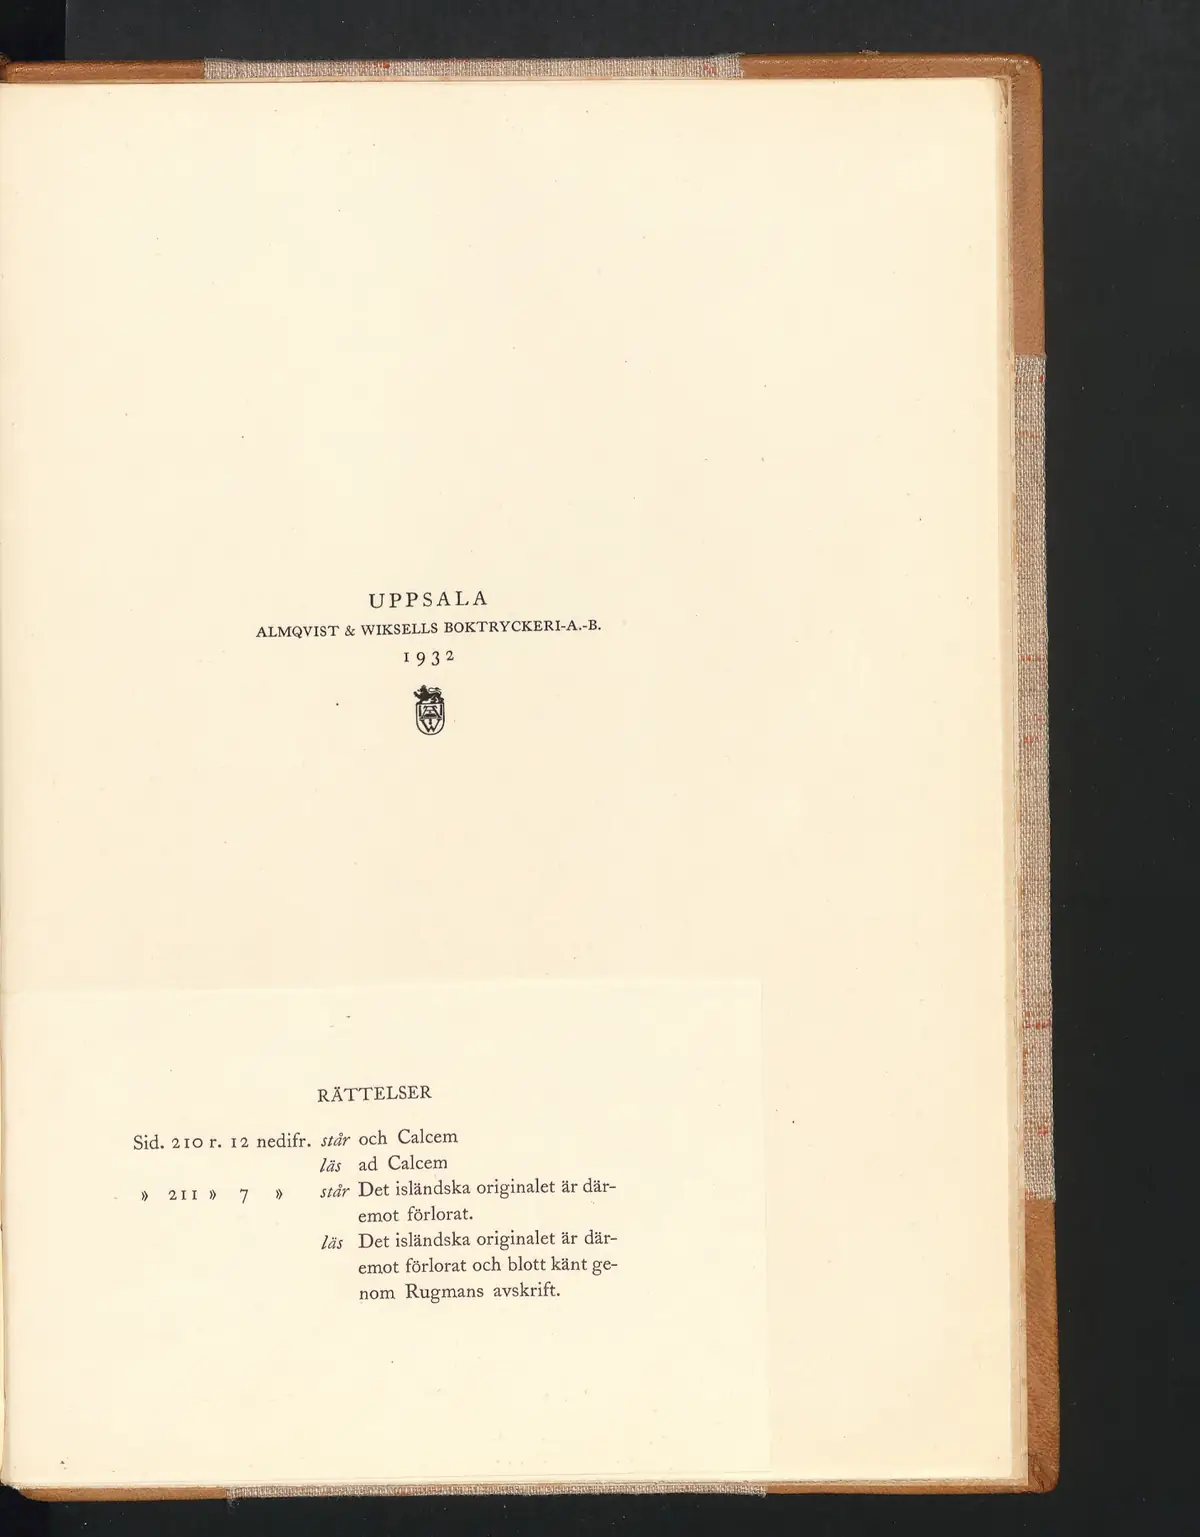 UPPSALA
ALMQVIST & WIKSELLS BOKTRYCKERI-A.-B.
1932
RÄTTELSER
Sid. 210 r. 12 nedifr. står och Calcem
läs ad Calcem
» 211 » 7 » står Det isländska originalet är där-
emot förlorat.
läs Det isländska originalet är där-
emot förlorat och blott känt ge-
nom Rugmans avskrift.